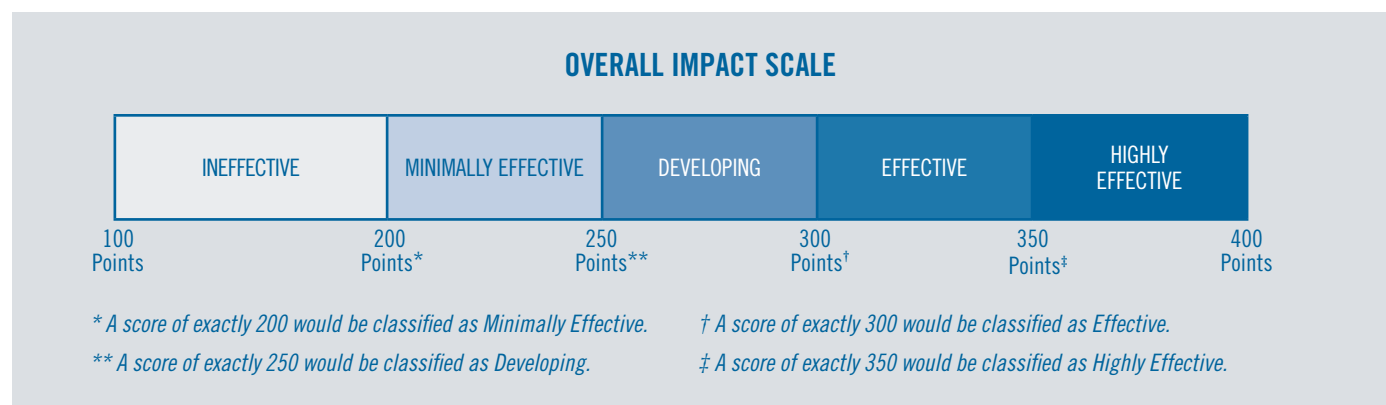 OVERALL IMPACT SCALE
INEFFECTIVE
MINIMALLY EFFECTIVE
DEVELOPING
EFFECTIVE
HIGHLY
EFFECTIVE
100
Points
200
Points*
250
Points**
300
Points†
350
Points‡
400
Points
* A score of exactly 200 would be classified as Minimally Effective.
** A score of exactly 250 would be classified as Developing.
† A score of exactly 300 would be classified as Effective.
‡ A score of exactly 350 would be classified as Highly Effective.